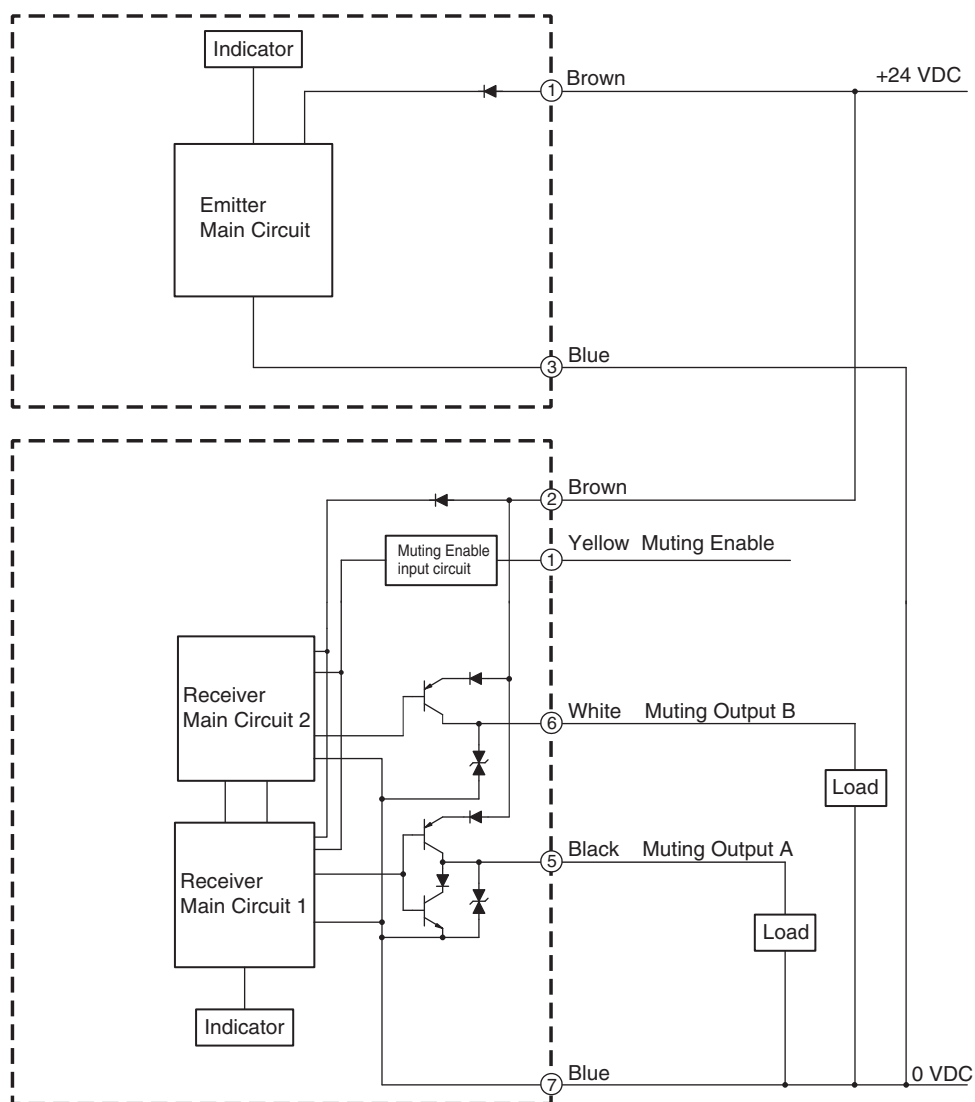 Indicator
① Brown
+24 VDC
Emitter
Main Circuit
③ Blue
② Brown
Muting Enable
input circuit
① Yellow Muting Enable
Receiver
Main Circuit 2
⑥ White Muting Output B
Load
⑤ Black Muting Output A
Receiver
Main Circuit 1
Load
Indicator
⑦ Blue
0 VDC